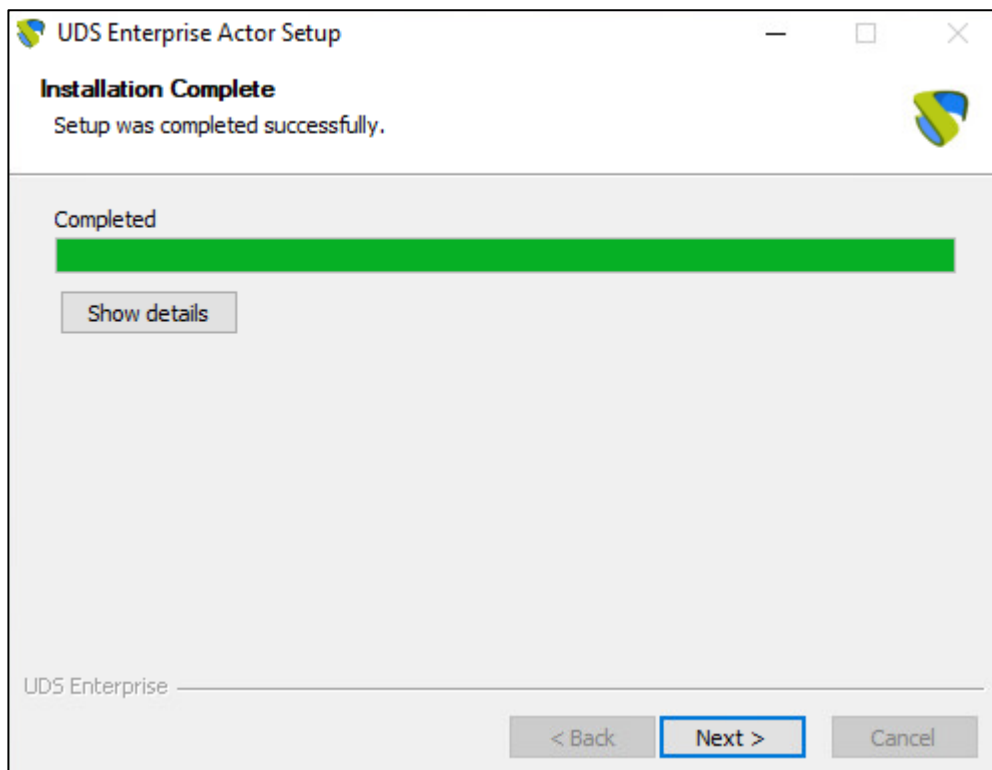 UDS Enterprise Actor Setup
Installation Complete
Setup was completed successfully.
Completed
Show details
UDS Enterprise
< Back
Next >
Cancel